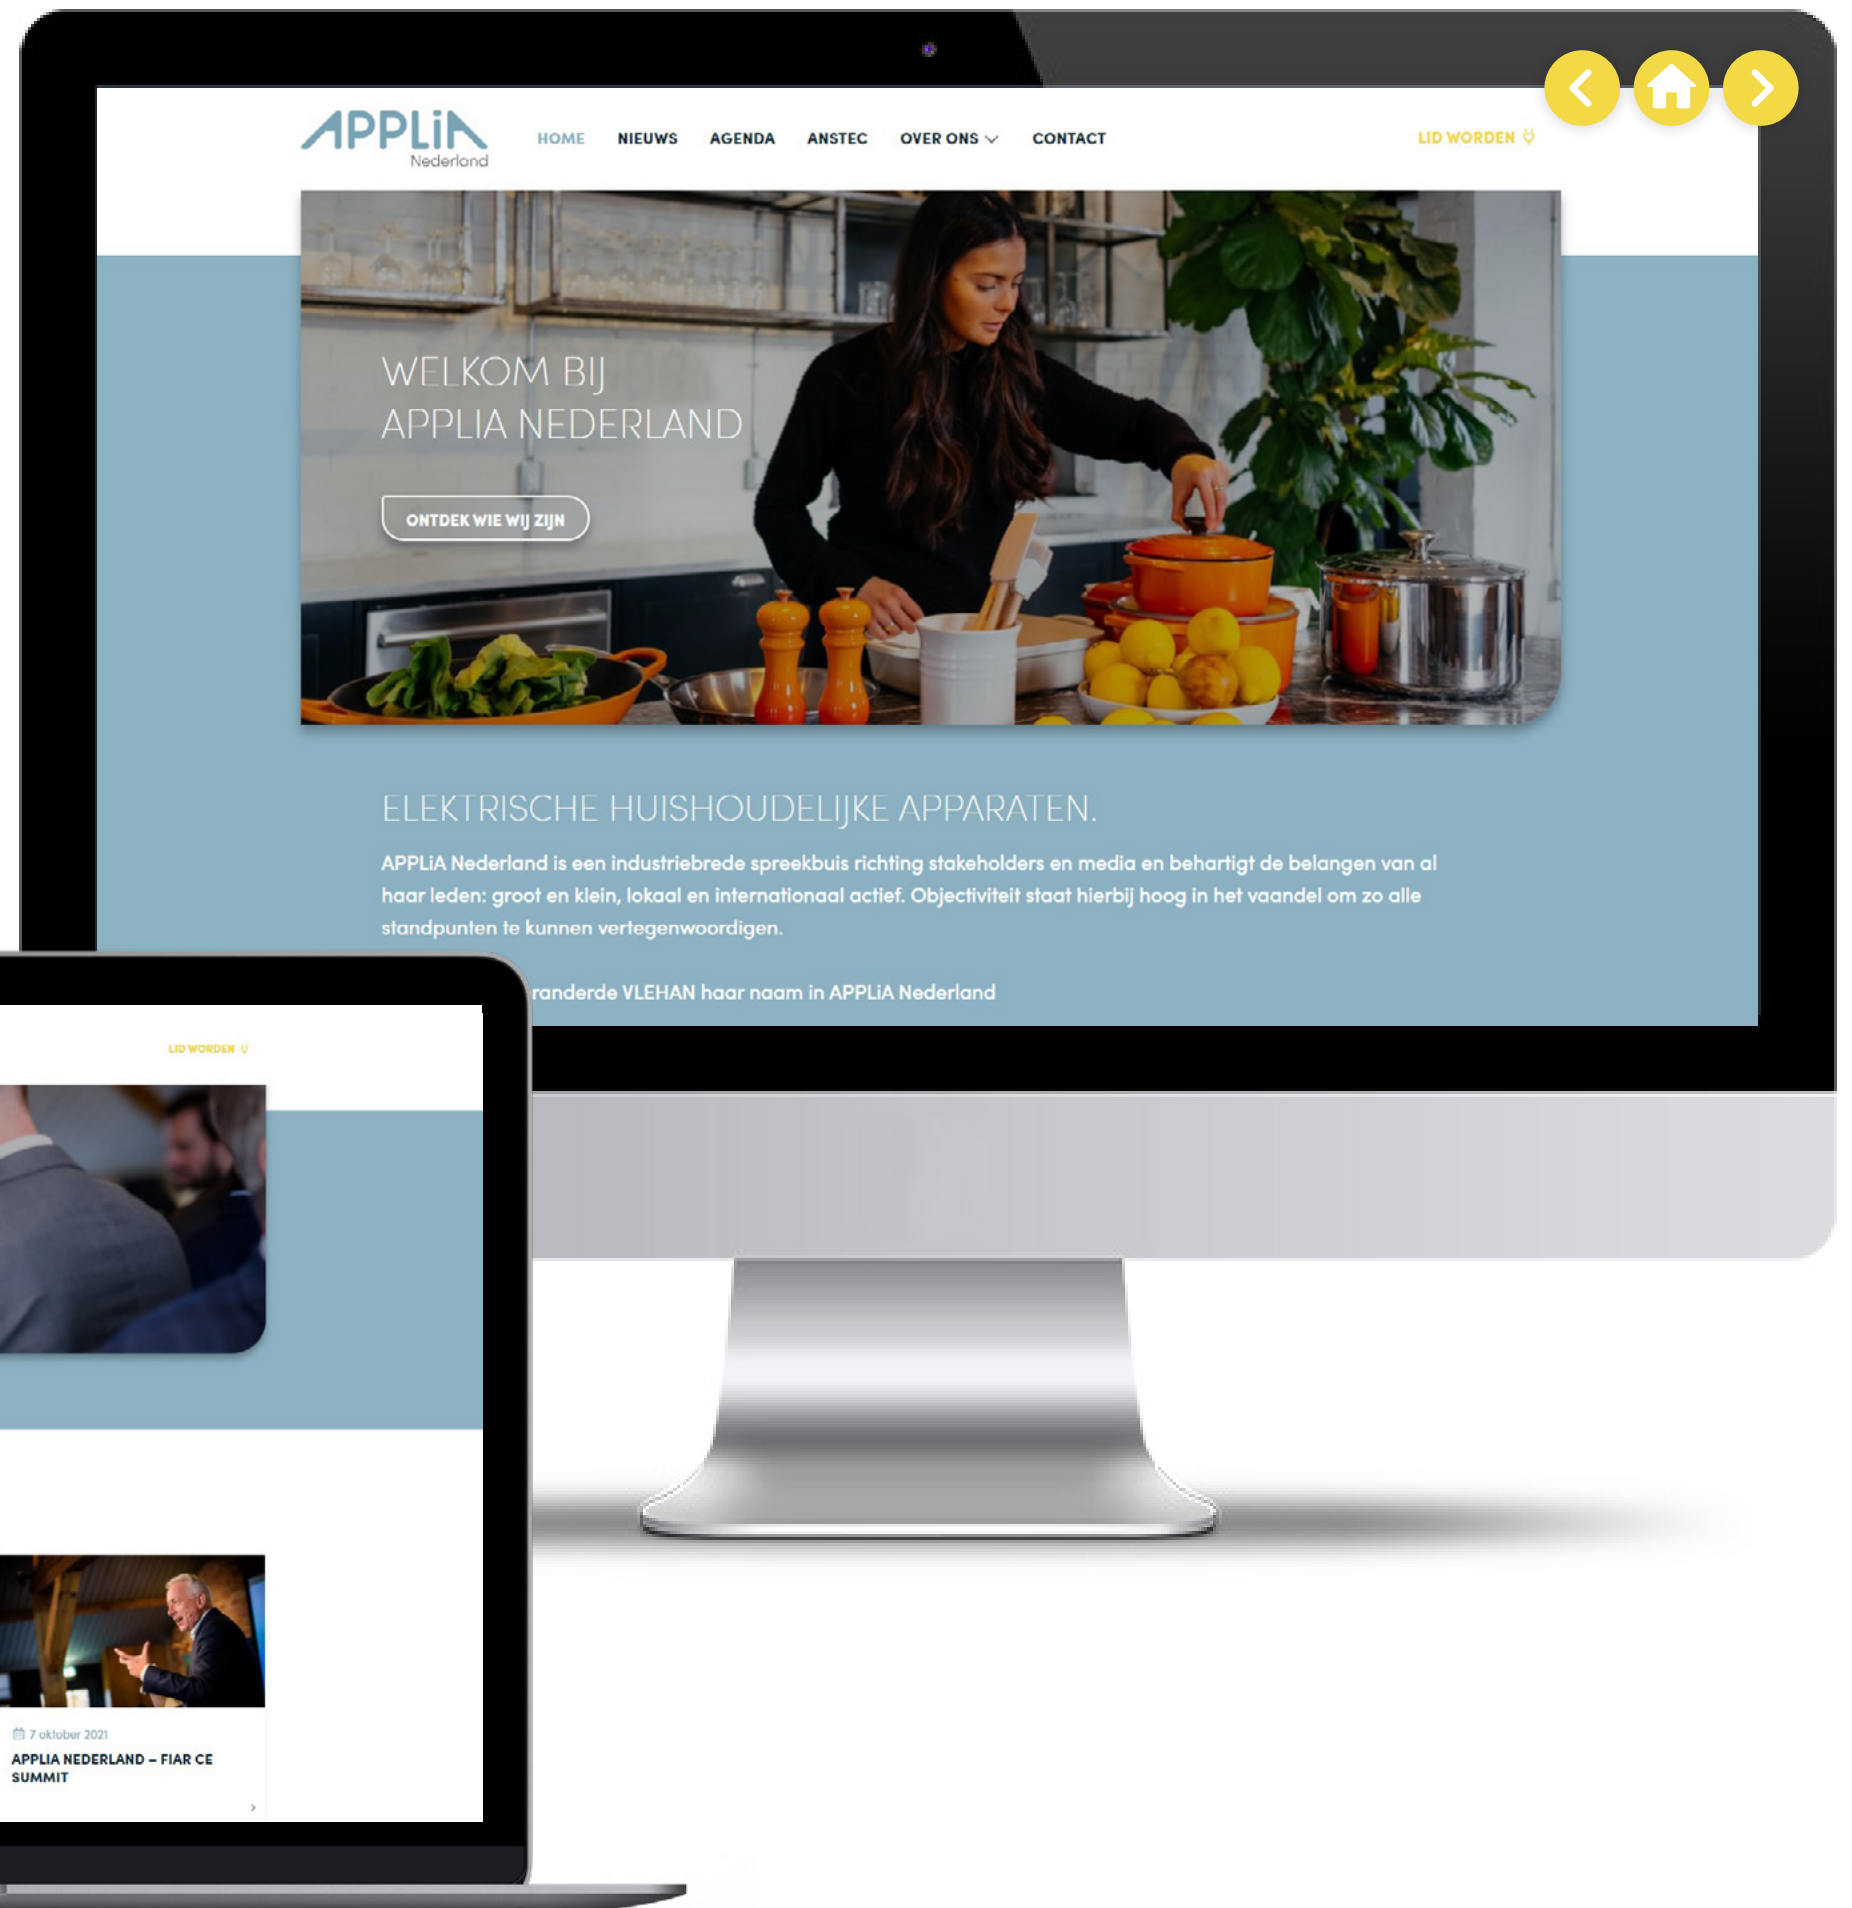 APPLiA
Nederland
HOME NIEUWS AGENDA ANSTEC OVER ONS CONTACT
LID WORDEN
WELKOM BIJ
APPLIA NEDERLAND
ONTDEK WIE WIJ ZIJN
ELEKTRISCHE HUISHOUDELIJKE APPARATEN.
APPLiA Nederland is een industriebrede spreekbuis richting stakeholders en media en behartigt de belangen van al
haar leden: groot en klein, lokaal en internationaal actief. Objectiviteit staat hierbij hoog in het vaandel om zo alle
standpunten te kunnen vertegenwoordigen.
randerde VLEHAN haar naam in APPLiA Nederland
LID WORDEN
7 oktober 2021
APPLIA NEDERLAND – FIAR CE
SUMMIT